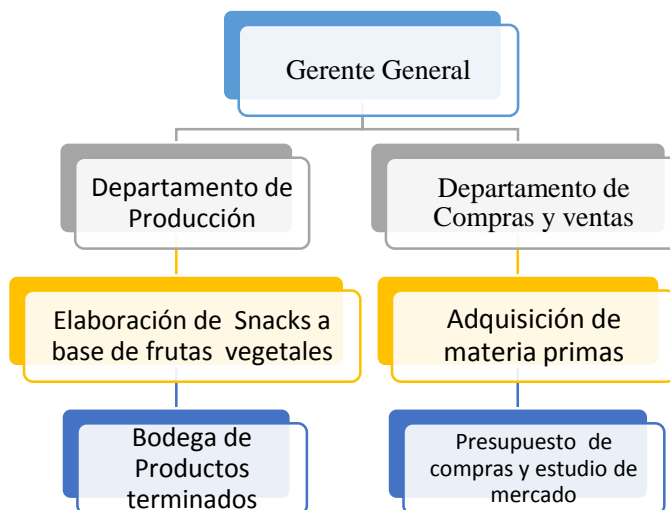 Gerente General
Departamento de
Producción
Departamento de
Compras y ventas
Elaboración de  Snacks a
base de frutas  vegetales
Adquisición de
materia primas
Bodega de
Productos
terminados
Presupuesto  de
compras y estudio de
mercado